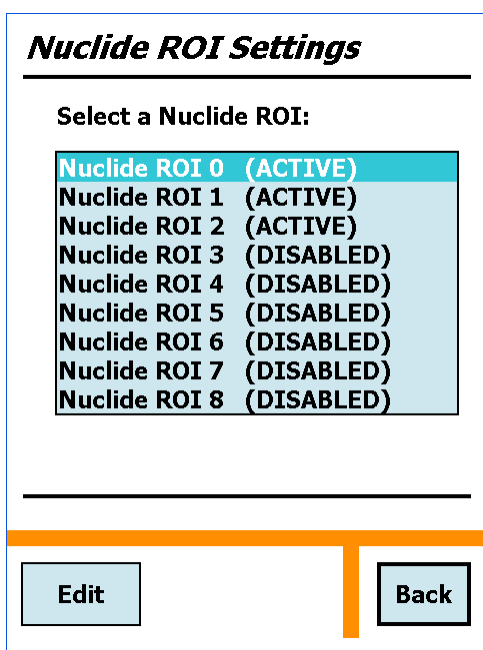 Nuclide ROI Settings
Select a Nuclide ROI:
Nuclide ROI 0 (ACTIVE)
Nuclide ROI 1 (ACTIVE)
Nuclide ROI 2 (ACTIVE)
Nuclide ROI 3 (DISABLED)
Nuclide ROI 4 (DISABLED)
Nuclide ROI 5 (DISABLED)
Nuclide ROI 6 (DISABLED)
Nuclide ROI 7 (DISABLED)
Nuclide ROI 8 (DISABLED)
Edit
Back